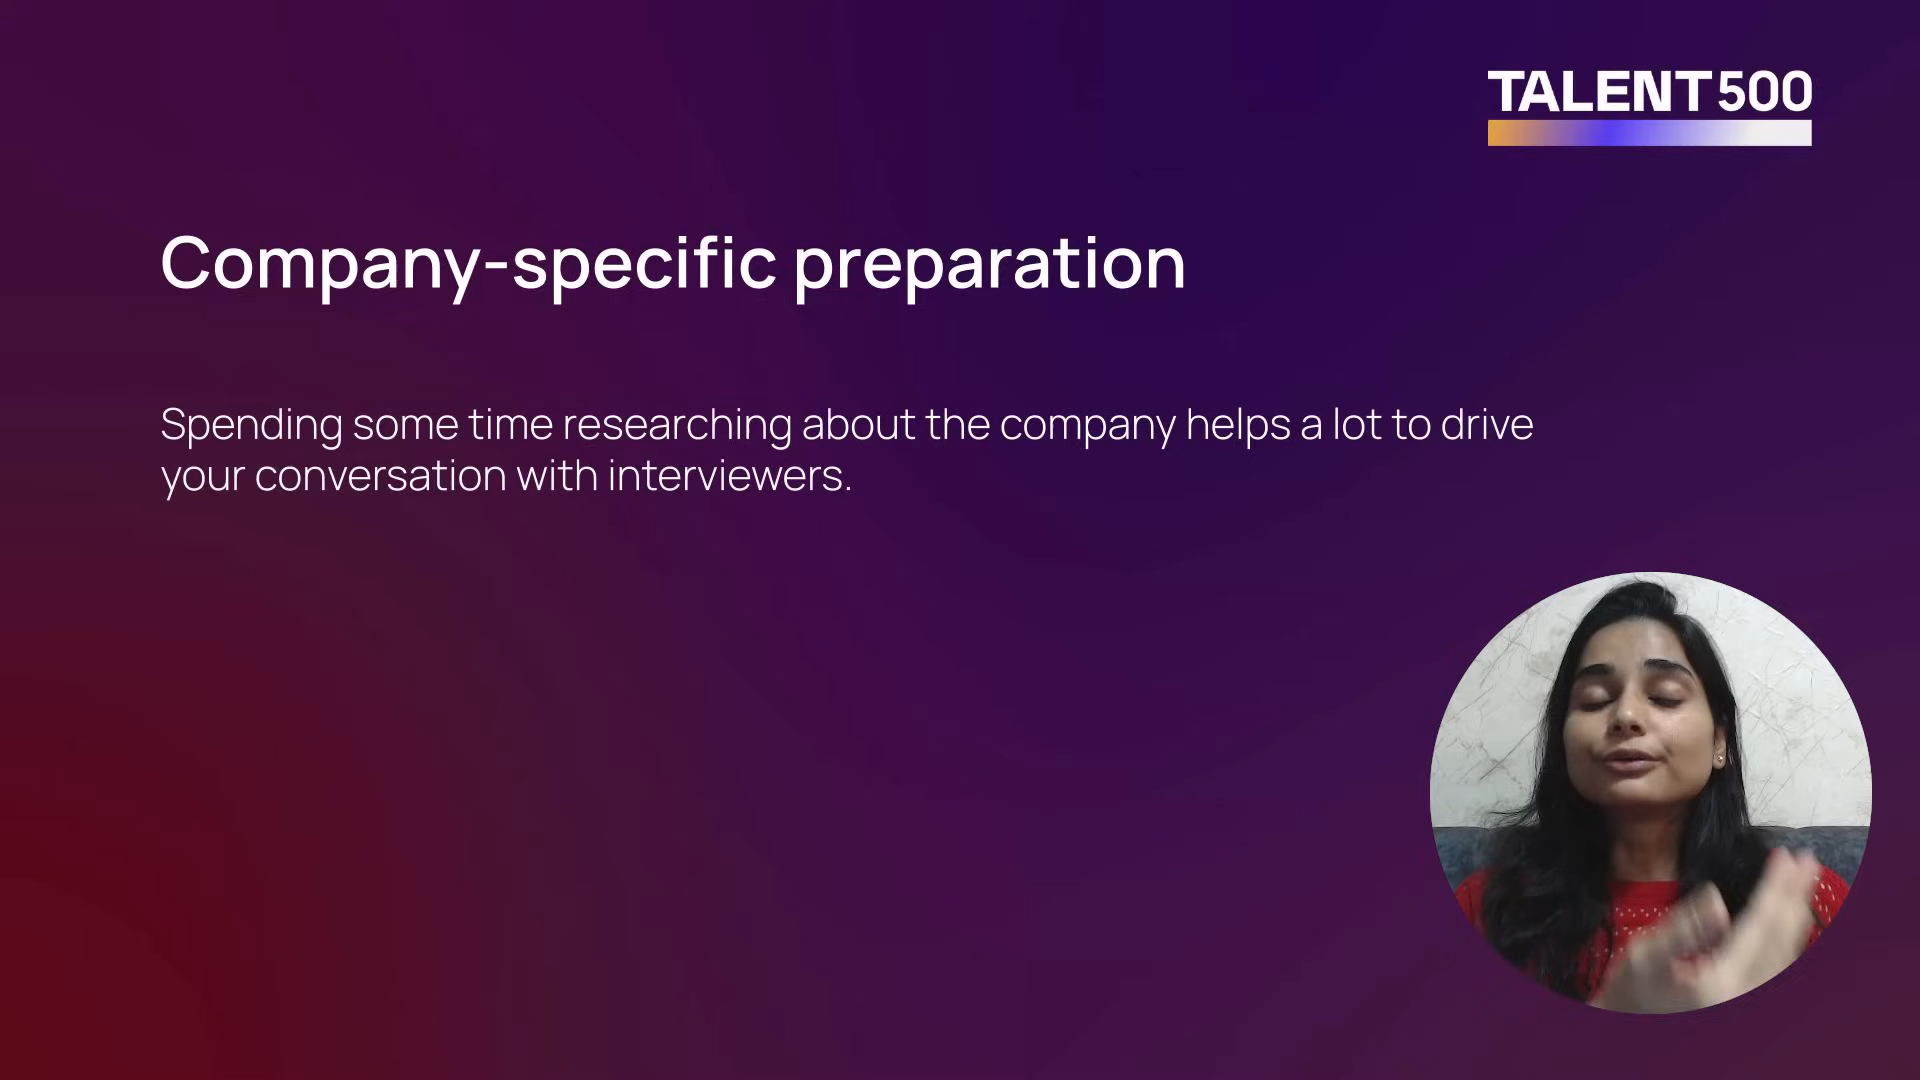 TALENT500
Company-specific preparation
Spending some time researching about the company helps a lot to drive
your conversation with interviewers.